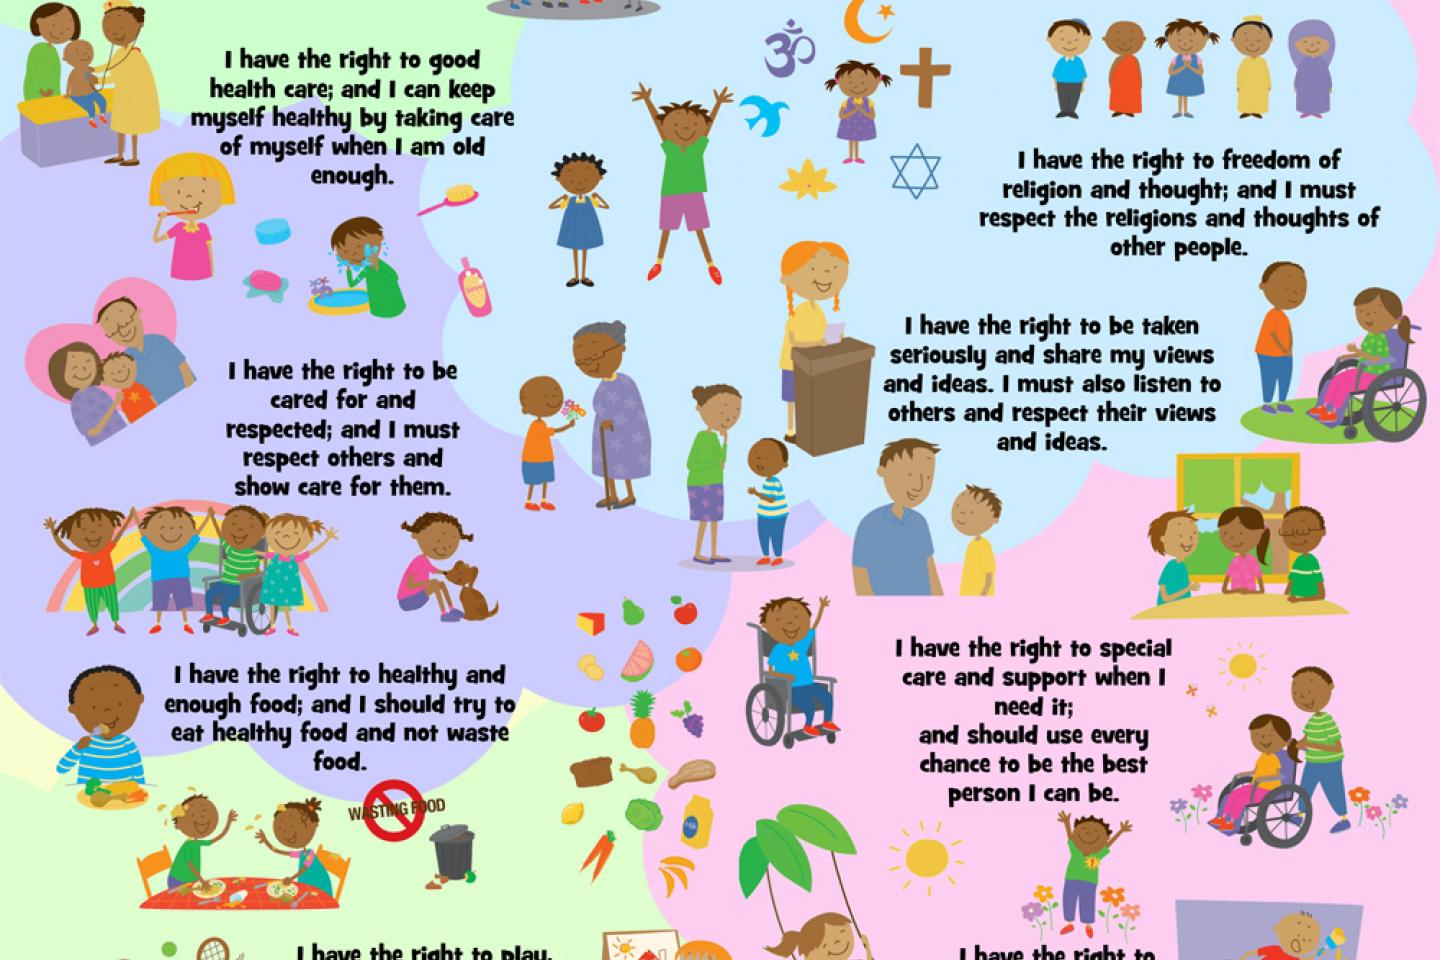 I have the right to good
health care; and I can keep
myself healthy by taking care
of myself when I am old
enough.
I have the right to freedom of
religion and thought; and I must
respect the religions and thoughts of
other people.
I have the right to be taken
seriously and share my views
and ideas. I must also listen to
others and respect their views
and ideas.
I have the right to be
cared for and
respected; and I must
respect others and
show care for them.
I have the right to special
care and support when I
need it;
and should use every
chance to be the best
person I can be.
I have the right to healthy and
enough food; and I should try to
eat healthy food and not waste
food.
WASTING FOOD
Milk
I have the right to play,
I have the right to